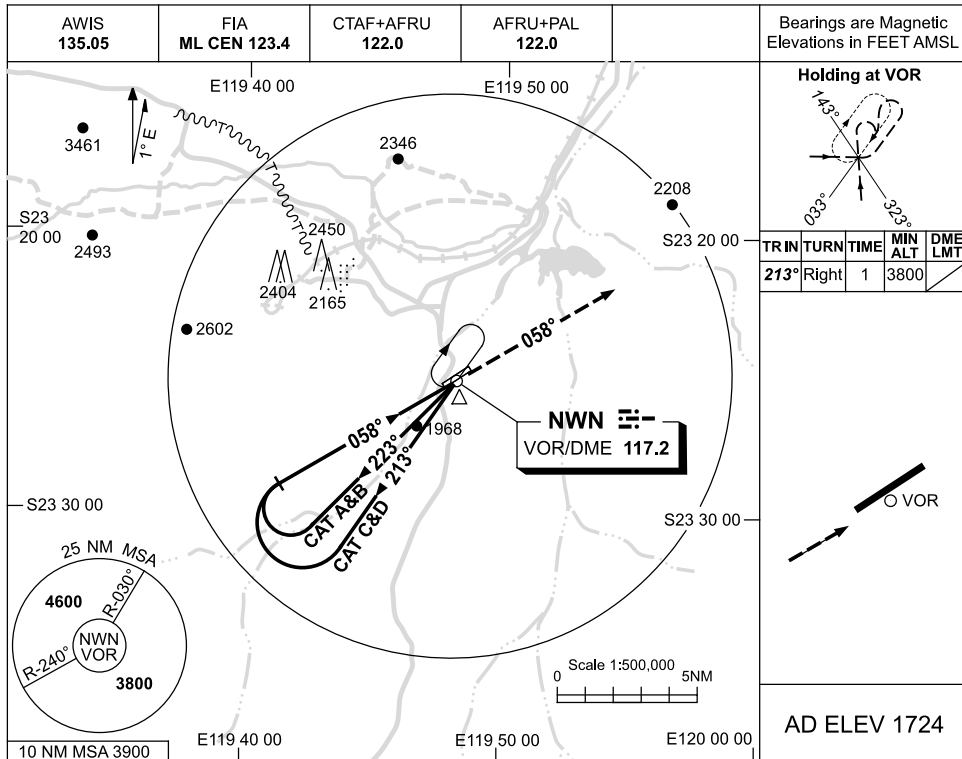 AWIS
135.05
FIA
ML CEN 123.4
CTAF+AFRU
122.0
AFRU+PAL
122.0
Bearings are Magnetic
Elevations in FEET AMSL
E119 40 00
E119 50 00
3461
1° E
T
T
2346
2208
S23
20 00
2493
2450
2404
2165
S23 20 00
2602
058°
058°
1968
223°
213°
CAT A&B
CAT C&D
NWN
VOR/DME 117.2
S23 30 00
S23 30 00
25 NM MSA
4600
R-030°
NWN
VOR
R-240°
3800
10 NM MSA 3900
Scale 1:500,000
0 5NM
E119 40 00
E119 50 00
E120 00 00
Holding at VOR
143°
033°
323°
TR IN TURN TIME MIN ALT DME LMT
213° Right 1 3800
VOR
AD ELEV 1724